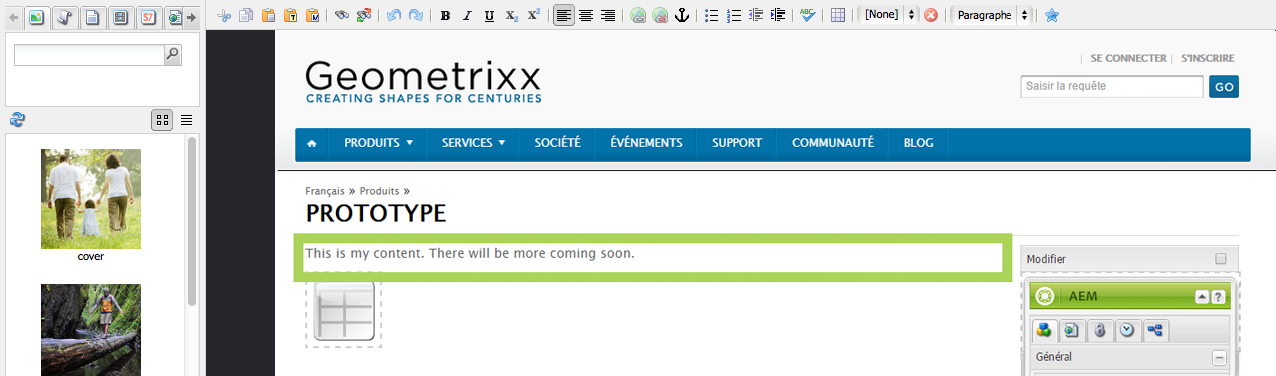 [None] Paragraphe
cover
Geometrixx
CREATING SHAPES FOR CENTURIES
SE CONNECTER | S'INSCRIRE
Saisir la requête GO
PRODUITS SERVICES SOCIÉTÉ ÉVÉNEMENTS SUPPORT COMMUNAUTÉ BLOG
Français » Produits »
PROTOTYPE
This is my content. There will be more coming soon.
Modifier
AEM ?
Général